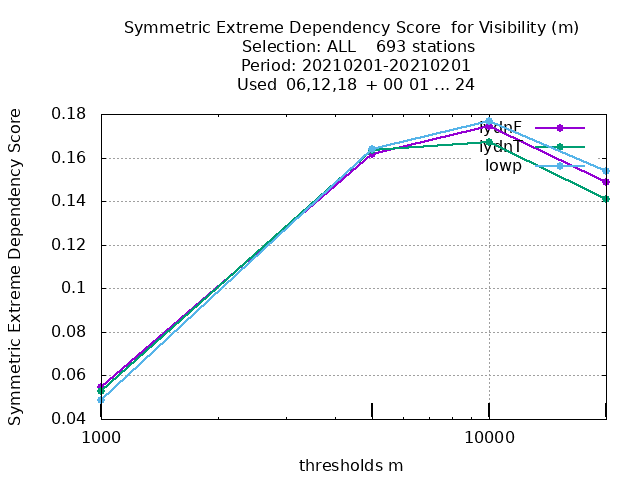 Symmetric Extreme Dependency Score  for Visibility (m)
Selection: ALL    693 stations
Period: 20210201-20210201
Used 06,12,18 + 00 01 ... 24
Symmetric Extreme Dependency Score
0.18
0.16
0.14
0.12
0.1
0.08
0.06
0.04
1000
10000
thresholds m
lydnT
lowp